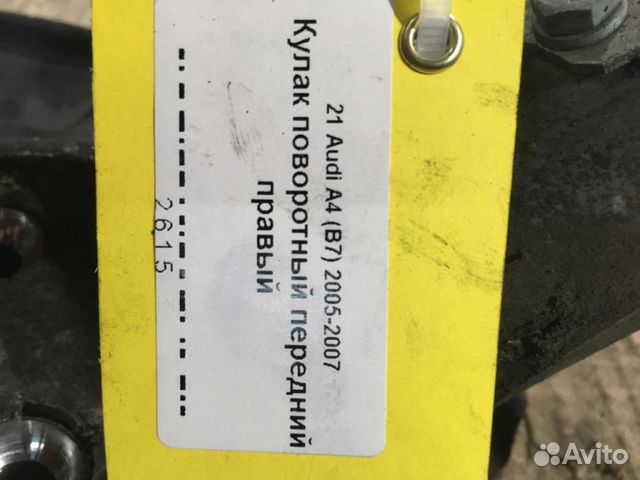 21 Audi A4 (B7) 2005-2007
Кулак поворотный передний
правый
2615
Avito